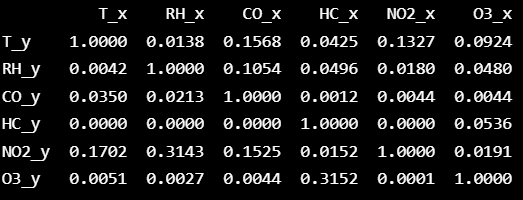 T_x RH_x CO_x HC_x NO2_x O3_x
T_y 1.0000 0.0138 0.1568 0.0425 0.1327 0.0924
RH_y 0.0042 1.0000 0.1054 0.0496 0.0180 0.0480
CO_y 0.0350 0.0213 1.0000 0.0012 0.0044 0.0044
HC_y 0.0000 0.0000 0.0000 1.0000 0.0000 0.0536
NO2_y 0.1702 0.3143 0.1525 0.0152 1.0000 0.0191
O3_y 0.0051 0.0027 0.0044 0.3152 0.0001 1.0000